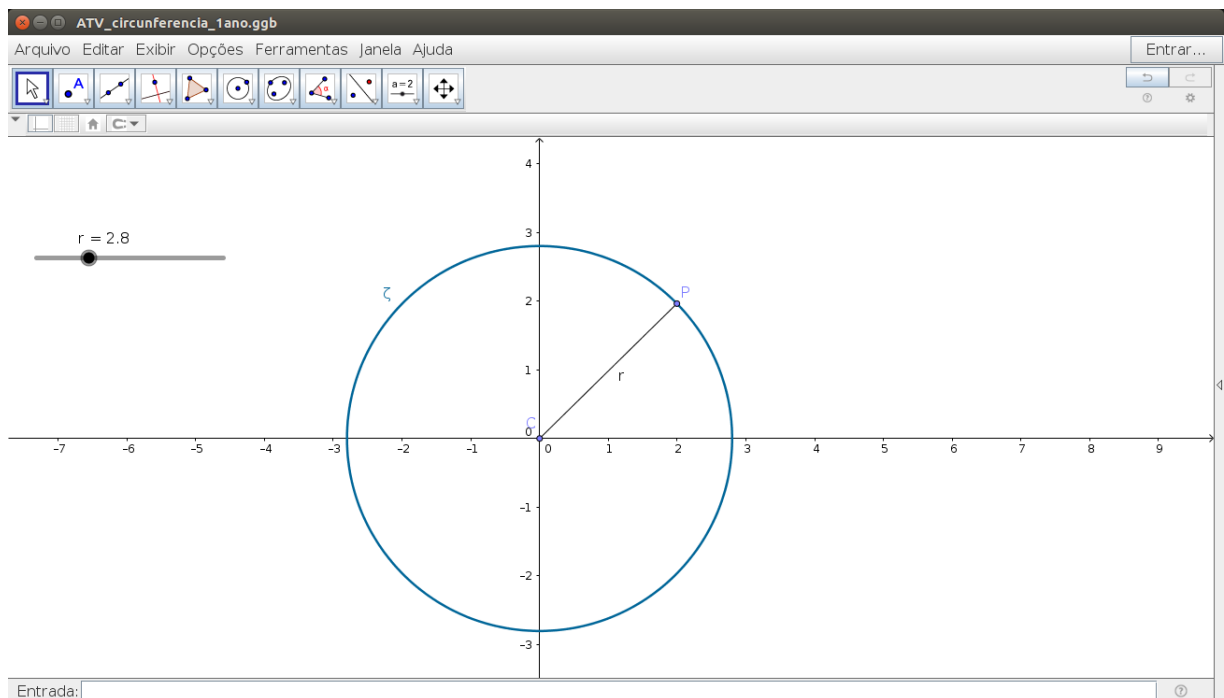 ATV_circunferencia_1ano.ggb
Arquivo Editar Exibir Opções Ferramentas Janela Ajuda Entrar...
A α a=2
4
r = 2.8
3
ζ P
2
1
r
C
0
–7 –6 –5 –4 –3 –2 –1 0 1 2 3 4 5 6 7 8 9
–1
–2
–3
Entrada: